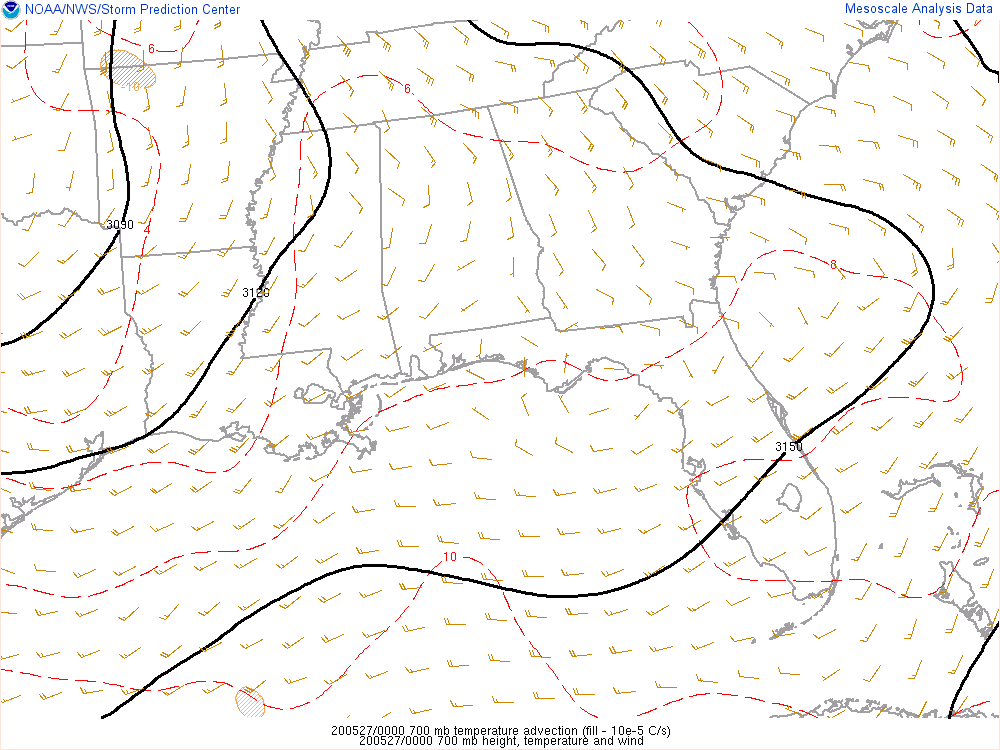 NOAA/NWS/Storm Prediction Center
Mesoscale Analysis Data
6
10
6
3090
4
8
3120
3150
10
200527/0000 700 mb temperature advection (fill - 10e-5 C/s)
200527/0000 700 mb height, temperature and wind